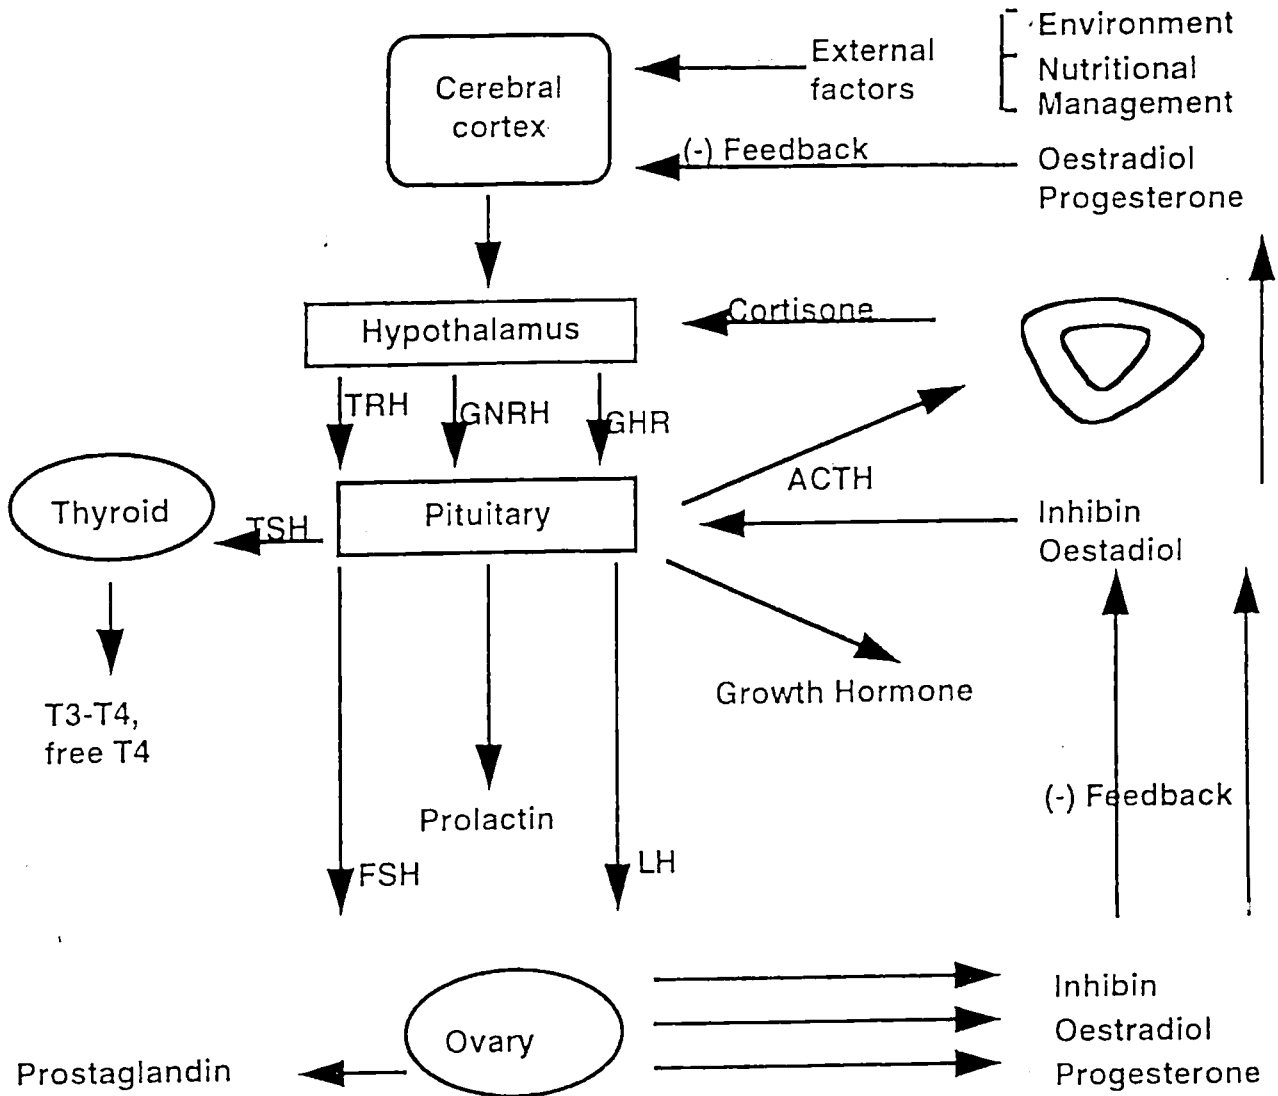 Environment
External
factors
Nutritional
Management
Cerebral
cortex
(-) Feedback
Oestradiol
Progesterone
Cortisone
Hypothalamus
TRH
GNRH
GHR
ACTH
Thyroid
TSH
Pituitary
Inhibin
Oestadiol
Growth Hormone
T3-T4,
free T4
Prolactin
(-) Feedback
FSH
LH
Ovary
Inhibin
Oestradiol
Progesterone
Prostaglandin